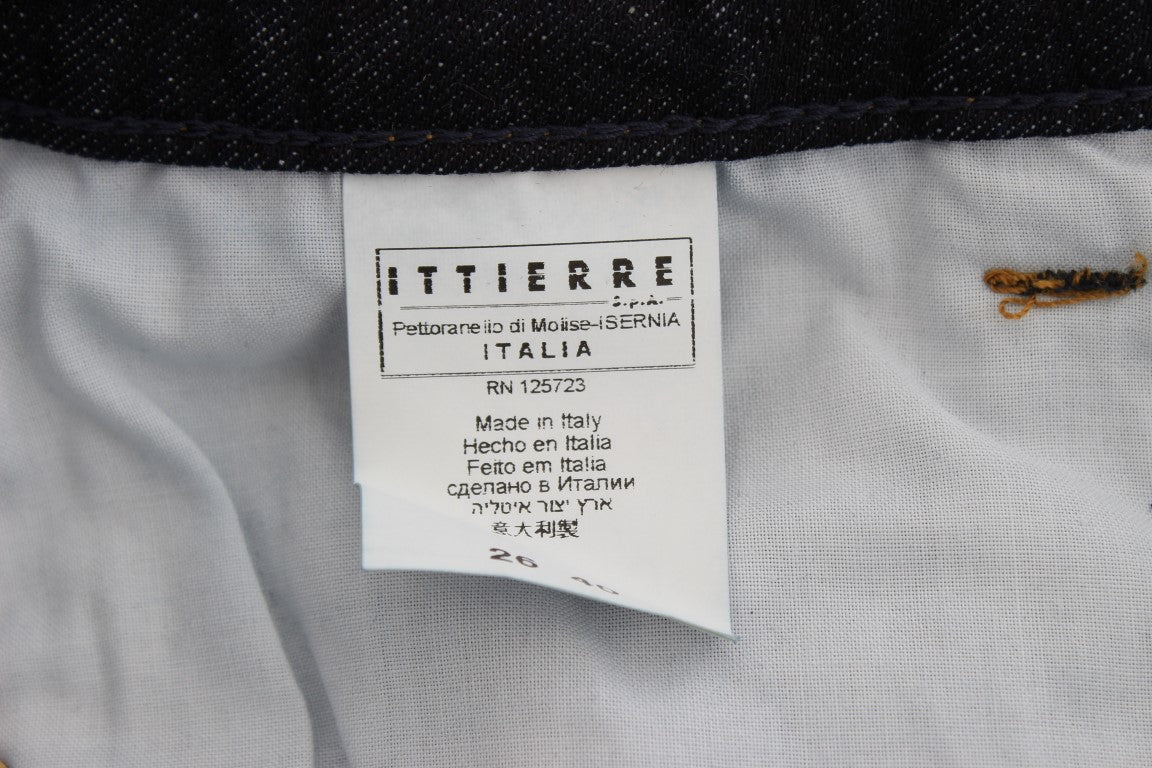 ITTIERRE
S.p.A.
Pettoranello di Molise-ISERNIA
ITALIA
RN 125723
Made in Italy
Hecho en Italia
Feito em Italia
сделано в Италии
ארץ יצור איטליה
意大利製
26